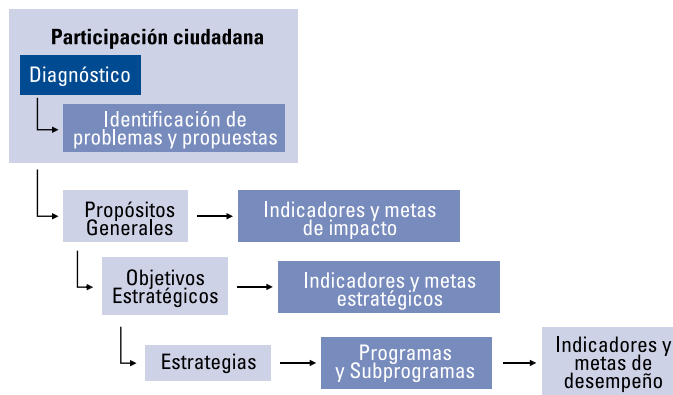 Participación ciudadana
Diagnóstico
Identificación de
problemas y propuestas
Propósitos
Generales
Indicadores y metas
de impacto
Objetivos
Estratégicos
Indicadores y metas
estratégicos
Estrategias
Programas
y Subprogramas
Indicadores y
metas de
desempeño